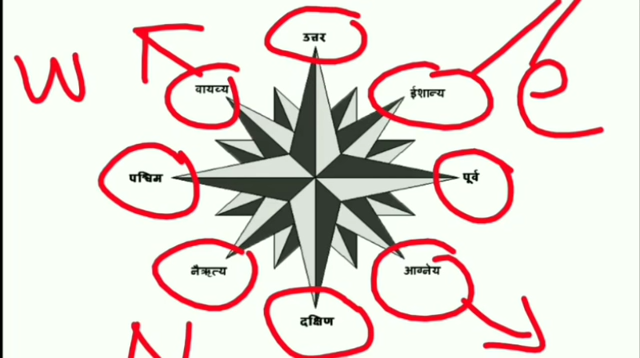 उत्तर
W
वायव्य
ईशान्य
e
पश्चिम
पूर्व
नैऋत्य
आग्नेय
दक्षिण
N